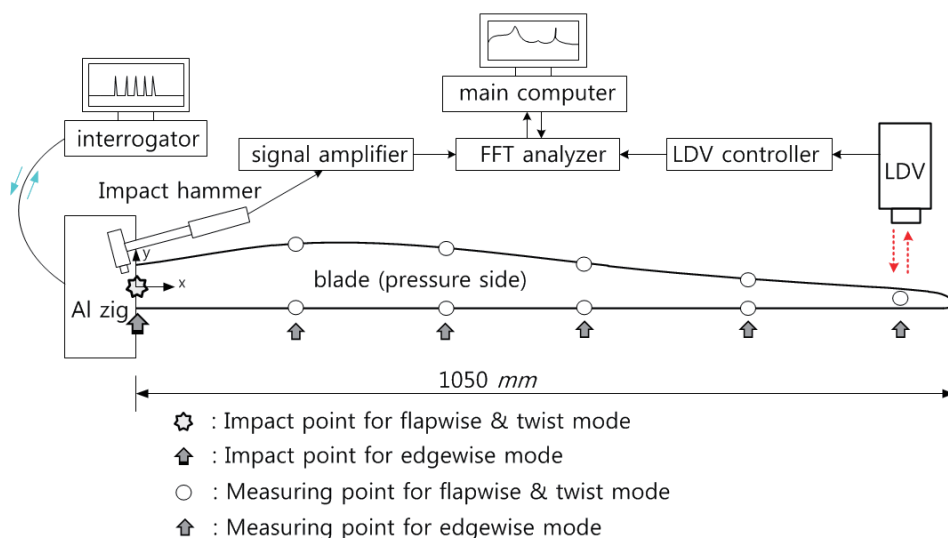 main computer
interrogator
signal amplifier
FFT analyzer
LDV controller
LDV
Impact hammer
y
x
blade (pressure side)
Al zig
1050 mm
: Impact point for flapwise & twist mode
: Impact point for edgewise mode
: Measuring point for flapwise & twist mode
: Measuring point for edgewise mode